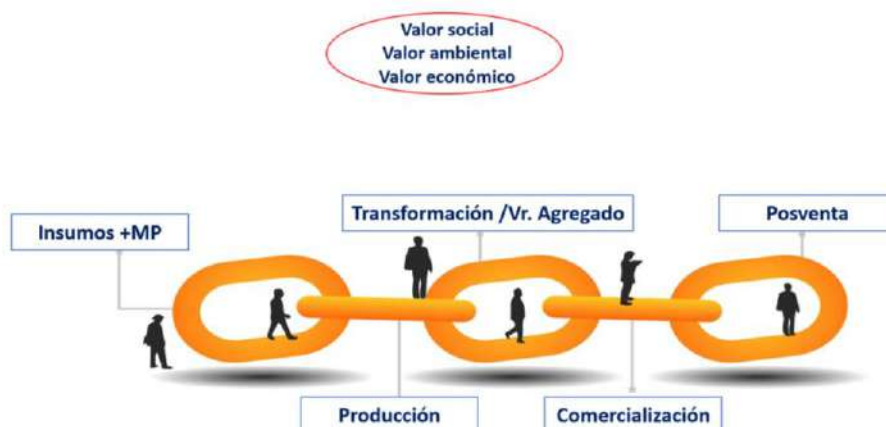 Valor social
Valor ambiental
Valor económico
Insumos +MP
Transformación /Vr. Agregado
Posventa
Producción
Comercialización